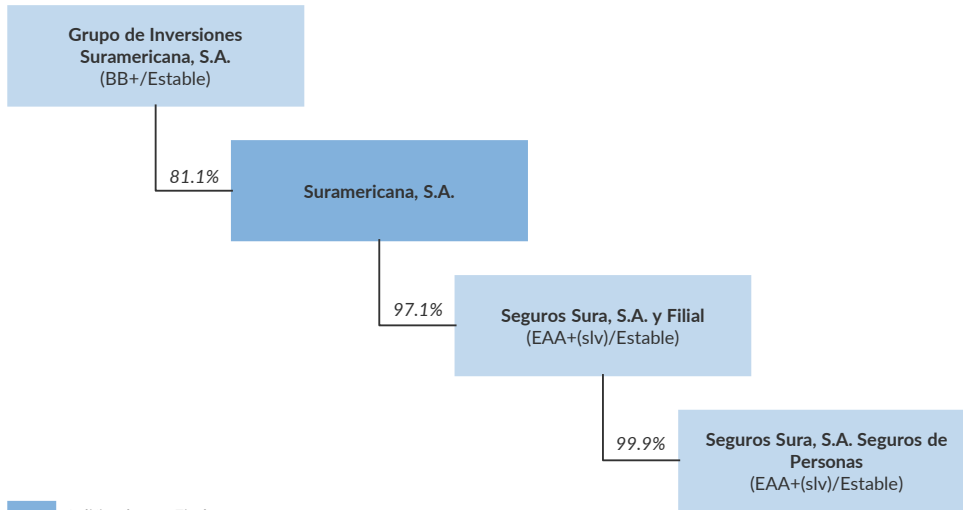 Grupo de Inversiones
Suramericana, S.A.
(BB+/Estable)
81.1%
Suramericana, S.A.
97.1%
Seguros Sura, S.A. y Filial
(EAA+(slv)/Estable)
99.9%
Seguros Sura, S.A. Seguros de
Personas
(EAA+(slv)/Estable)